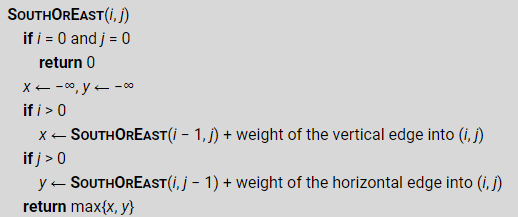 SOUTHOREAST(i, j)
if i = 0 and j = 0
return 0
x ← −∞, y ← −∞
if i > 0
x ← SOUTHOREAST(i − 1, j) + weight of the vertical edge into (i, j)
if j > 0
y ← SOUTHOREAST(i, j − 1) + weight of the horizontal edge into (i, j)
return max{x, y}